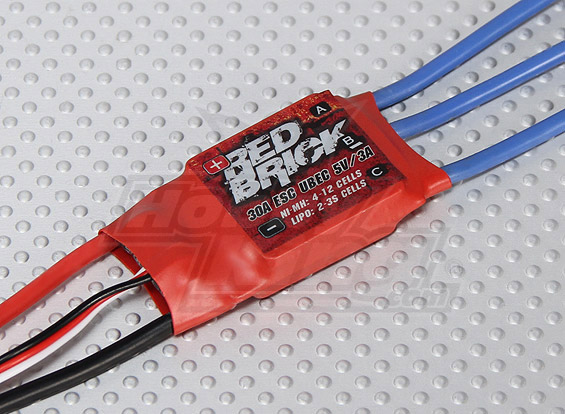 RED
BRICK
30A ESC UBEC 5V/3A
NI-MH: 4-12 CELLS
LIPO: 2-3S CELLS
+
-
A
B
C